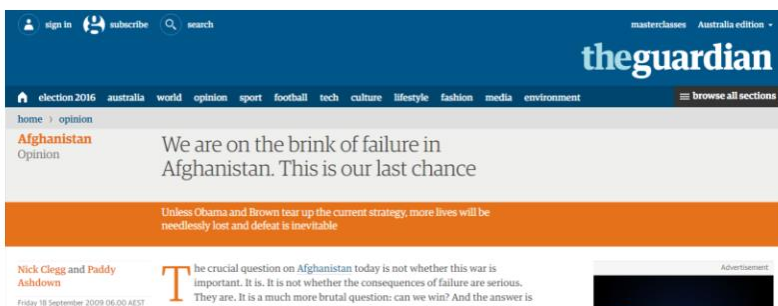 sign in subscribe search
masterclasses Australia edition
theguardian
election 2016 australia world opinion sport football tech culture lifestyle fashion media environment browse all sections
home › opinion
Afghanistan
Opinion
We are on the brink of failure in
Afghanistan. This is our last chance
Unless Obama and Brown tear up the current strategy, more lives will be
needlessly lost and defeat is inevitable
Nick Clegg and Paddy
Ashdown
Friday 18 September 2009 06.00 AEST
The crucial question on Afghanistan today is not whether this war is
important. It is. It is not whether the consequences of failure are serious.
They are. It is a much more brutal question: can we win? And the answer is
Advertisement